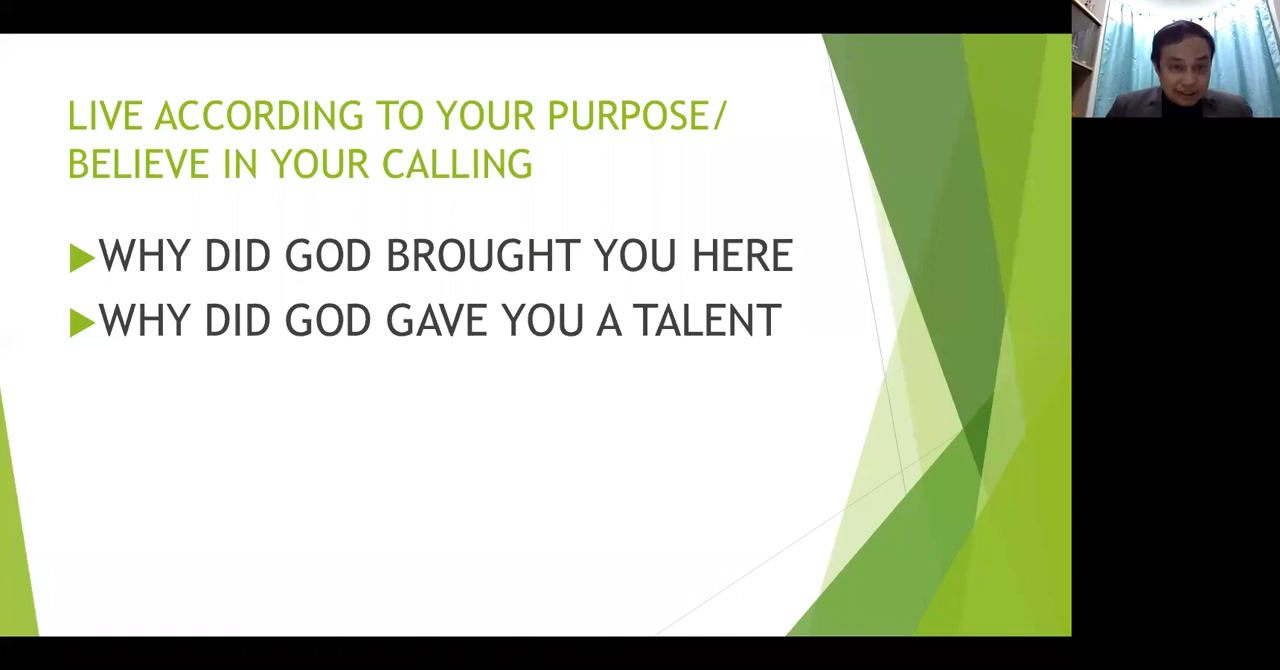 LIVE ACCORDING TO YOUR PURPOSE/
BELIEVE IN YOUR CALLING
WHY DID GOD BROUGHT YOU HERE
WHY DID GOD GAVE YOU A TALENT